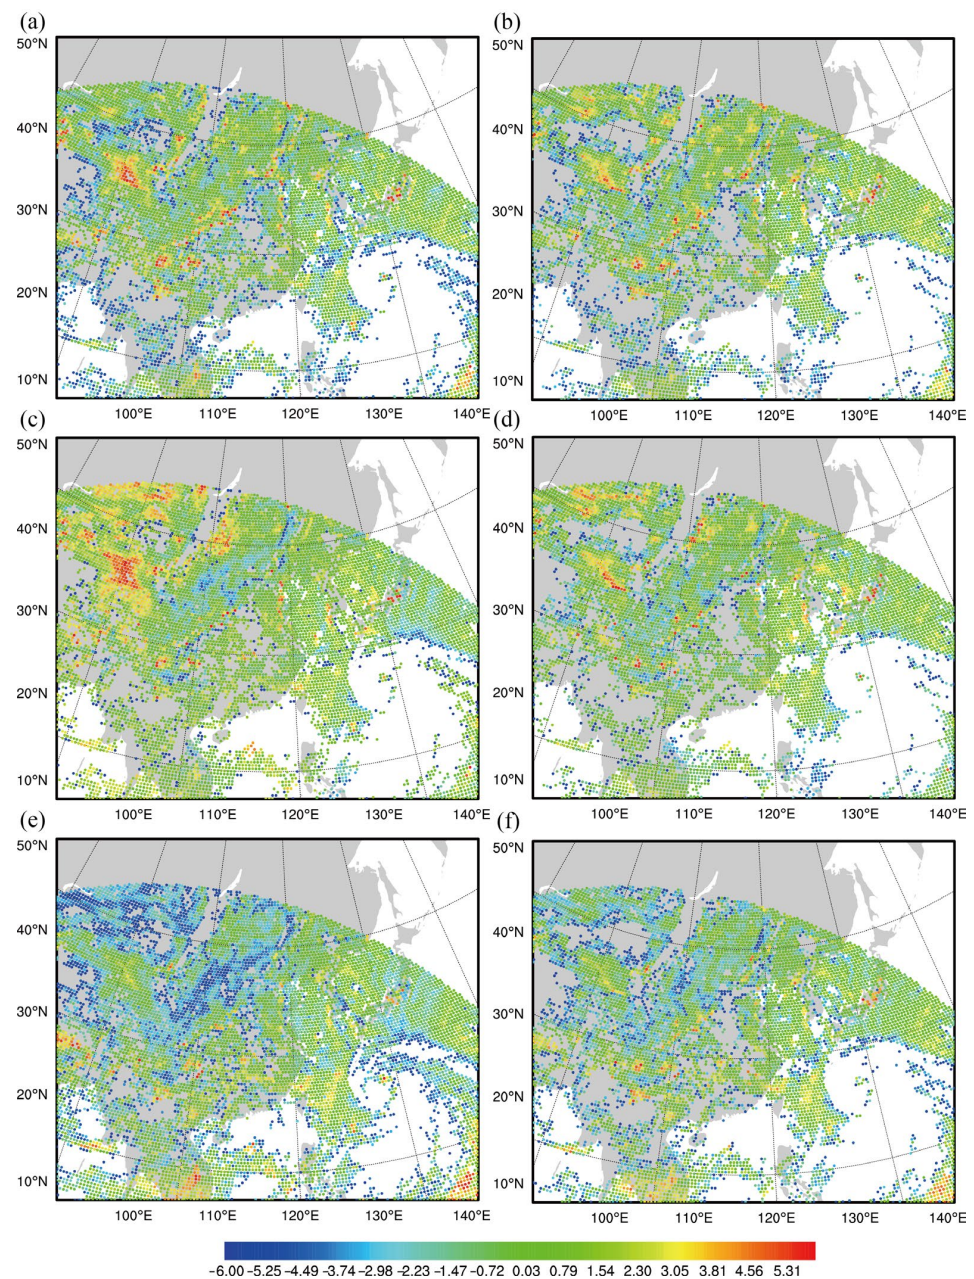 (a) (b)
50°N 50°N
40°N 40°N
30°N 30°N
20°N 20°N
10°N 10°N
100°E 110°E 120°E 130°E 140°E 100°E 110°E 120°E 130°E 140°E
(c) (d)
50°N 50°N
40°N 40°N
30°N 30°N
20°N 20°N
10°N 10°N
100°E 110°E 120°E 130°E 140°E 100°E 110°E 120°E 130°E 140°E
(e) (f)
50°N 50°N
40°N 40°N
30°N 30°N
20°N 20°N
10°N 10°N
100°E 110°E 120°E 130°E 140°E 100°E 110°E 120°E 130°E 140°E
−6.00 −5.25 −4.49 −3.74 −2.98 −2.23 −1.47 −0.72 0.03 0.79 1.54 2.30 3.05 3.81 4.56 5.31